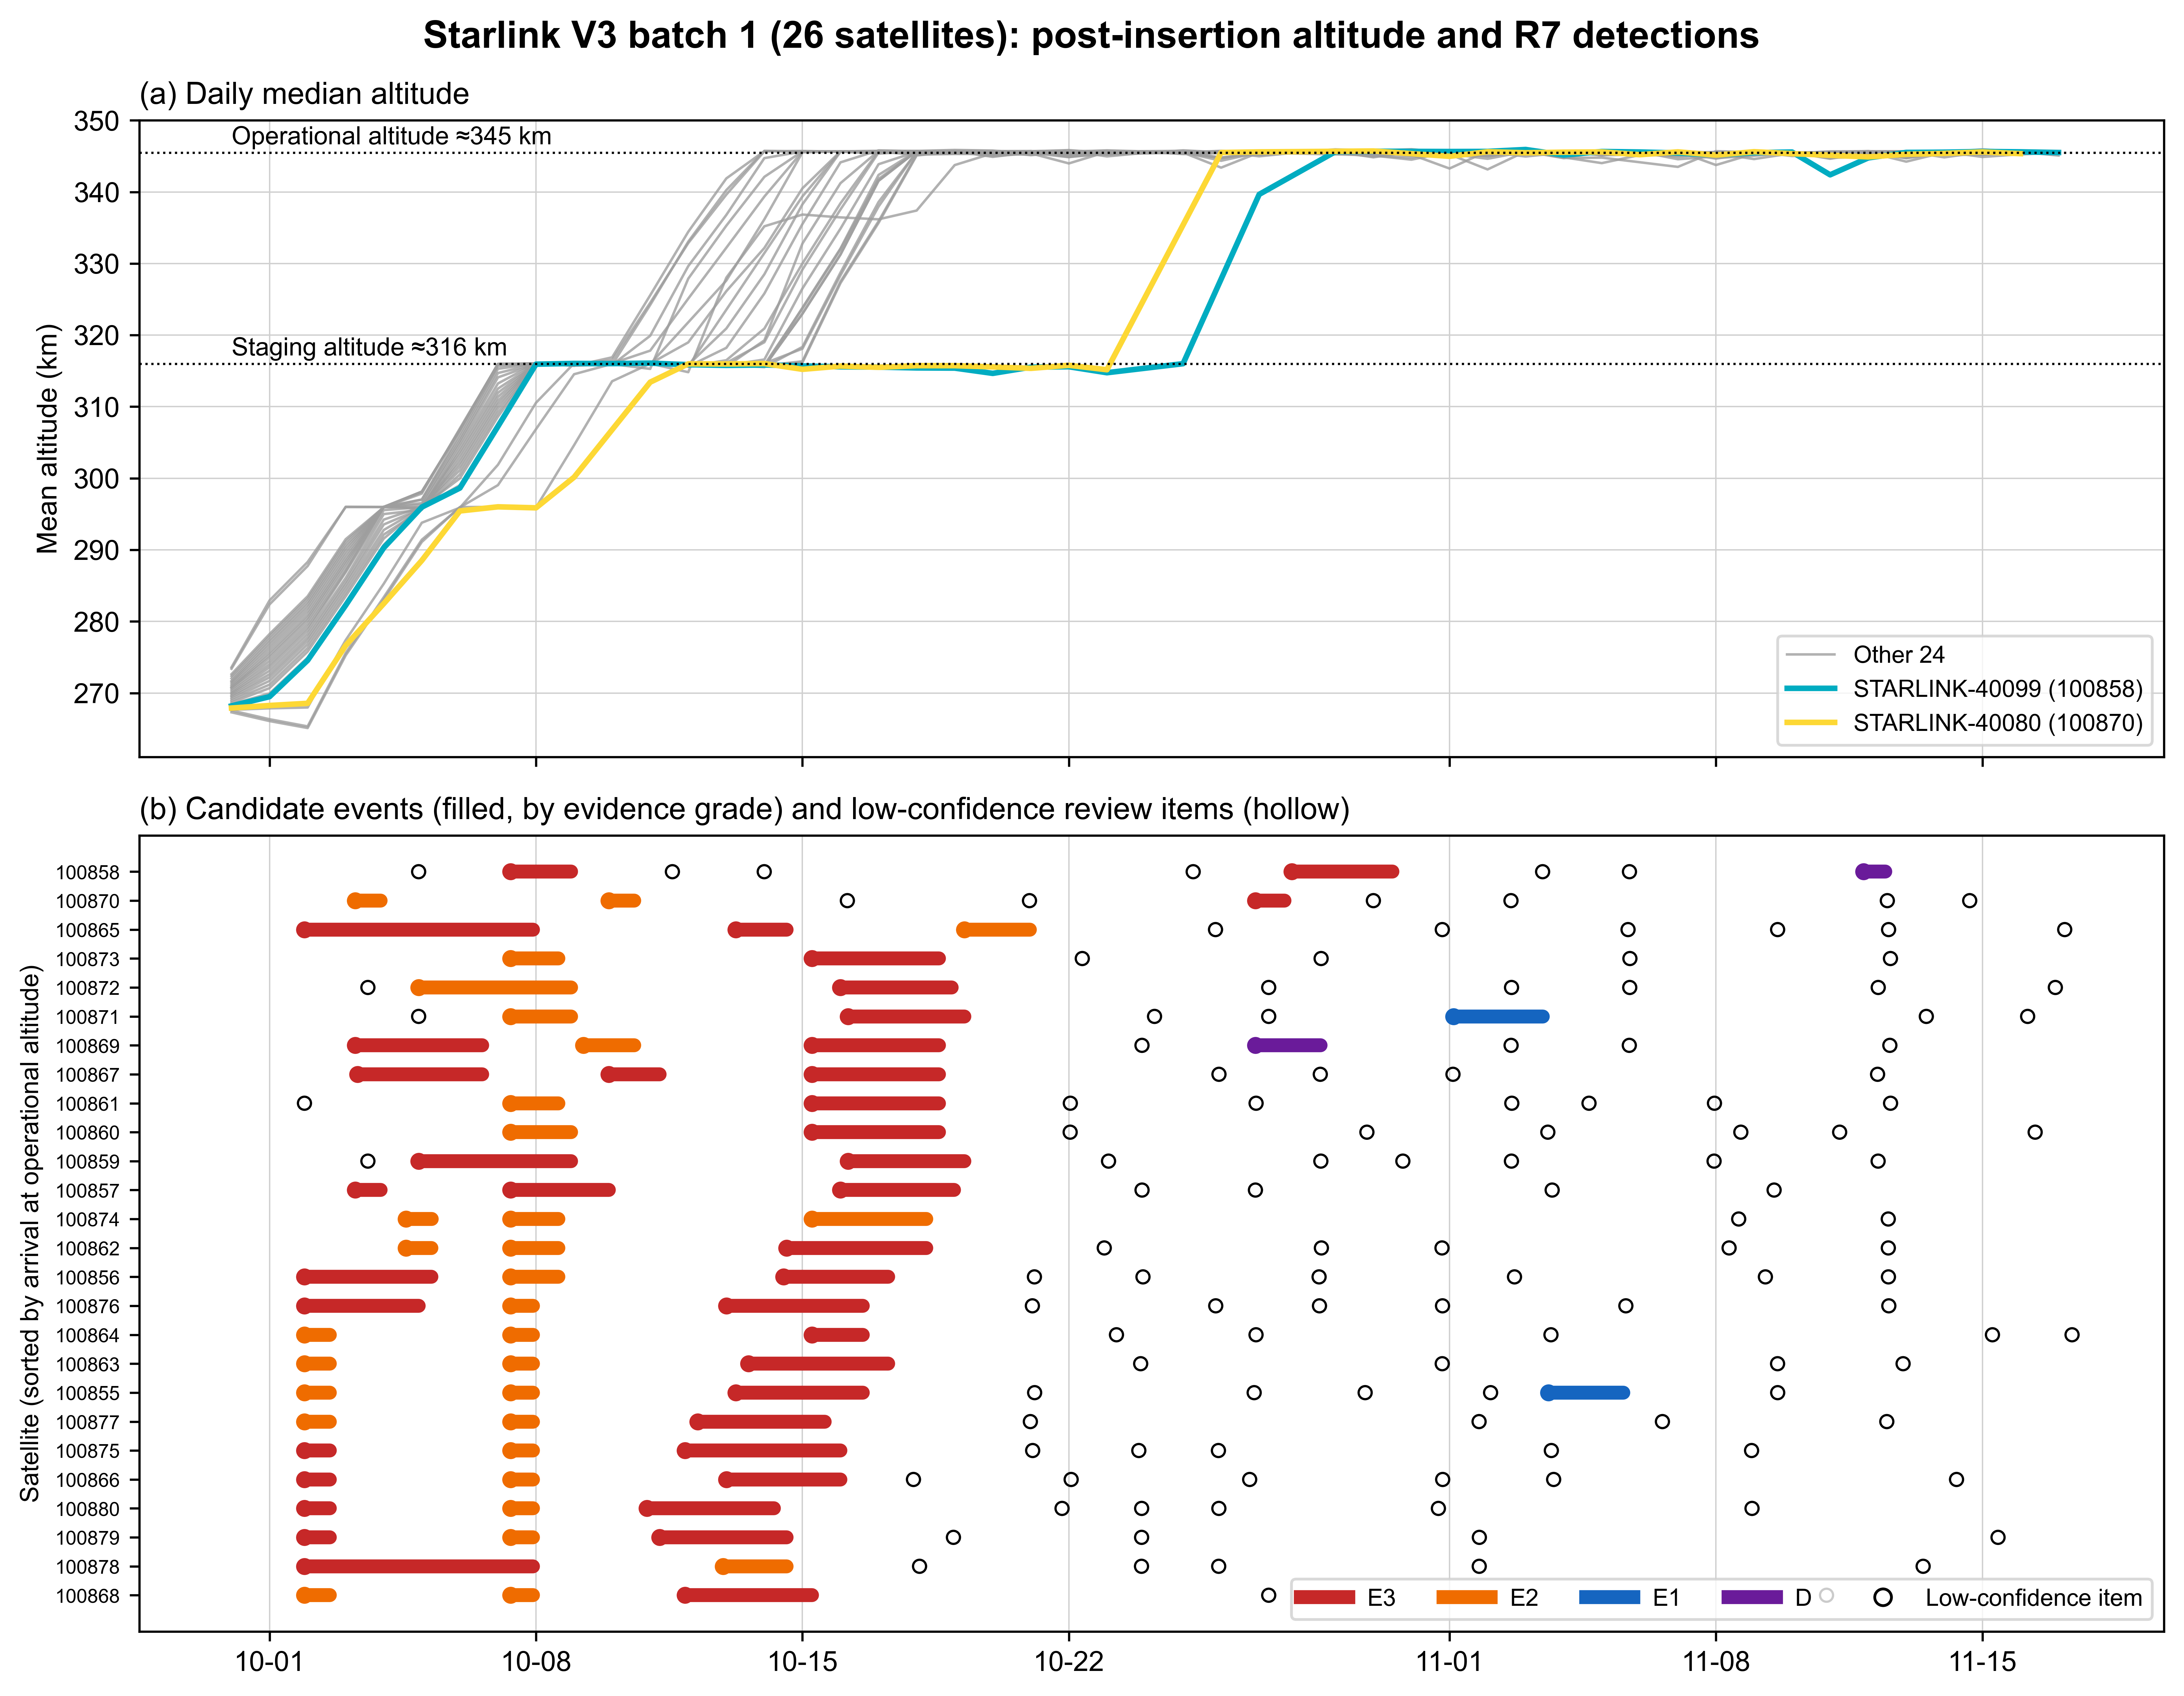 Starlink V3 batch 1 (26 satellites): post-insertion altitude and R7 detections
(a) Daily median altitude
Mean altitude (km)
350
340
330
320
310
300
290
280
270
Operational altitude ≈345 km
Staging altitude ≈316 km
Other 24
STARLINK-40099 (100858)
STARLINK-40080 (100870)
(b) Candidate events (filled, by evidence grade) and low-confidence review items (hollow)
Satellite (sorted by arrival at operational altitude)
100858
100870
100865
100873
100872
100871
100869
100867
100861
100860
100859
100857
100874
100862
100856
100876
100864
100863
100855
100877
100875
100866
100880
100879
100878
100868
E3 E2 E1 D Low-confidence item
10-01 10-08 10-15 10-22 11-01 11-08 11-15